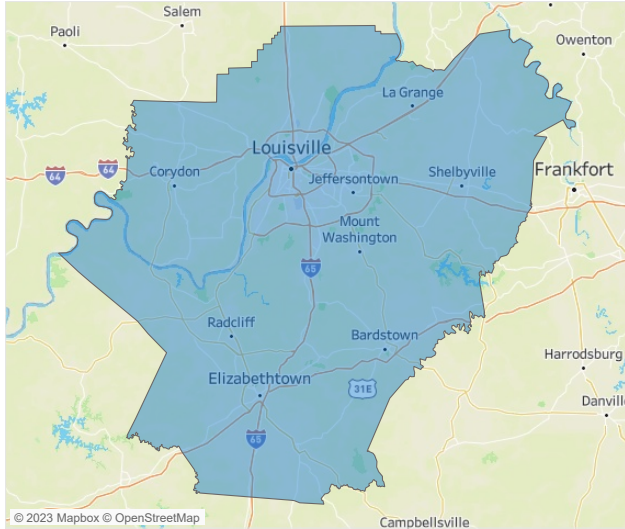 Salem
Paoli
Owenton
La Grange
Louisville
64
64
Corydon
Jeffersontown
Shelbyville
Frankfort
Mount
Washington
65
Radcliff
Bardstown
Harrodsburg
Elizabethtown
31E
Danvill
65
Campbellsville
© 2023 Mapbox © OpenStreetMap